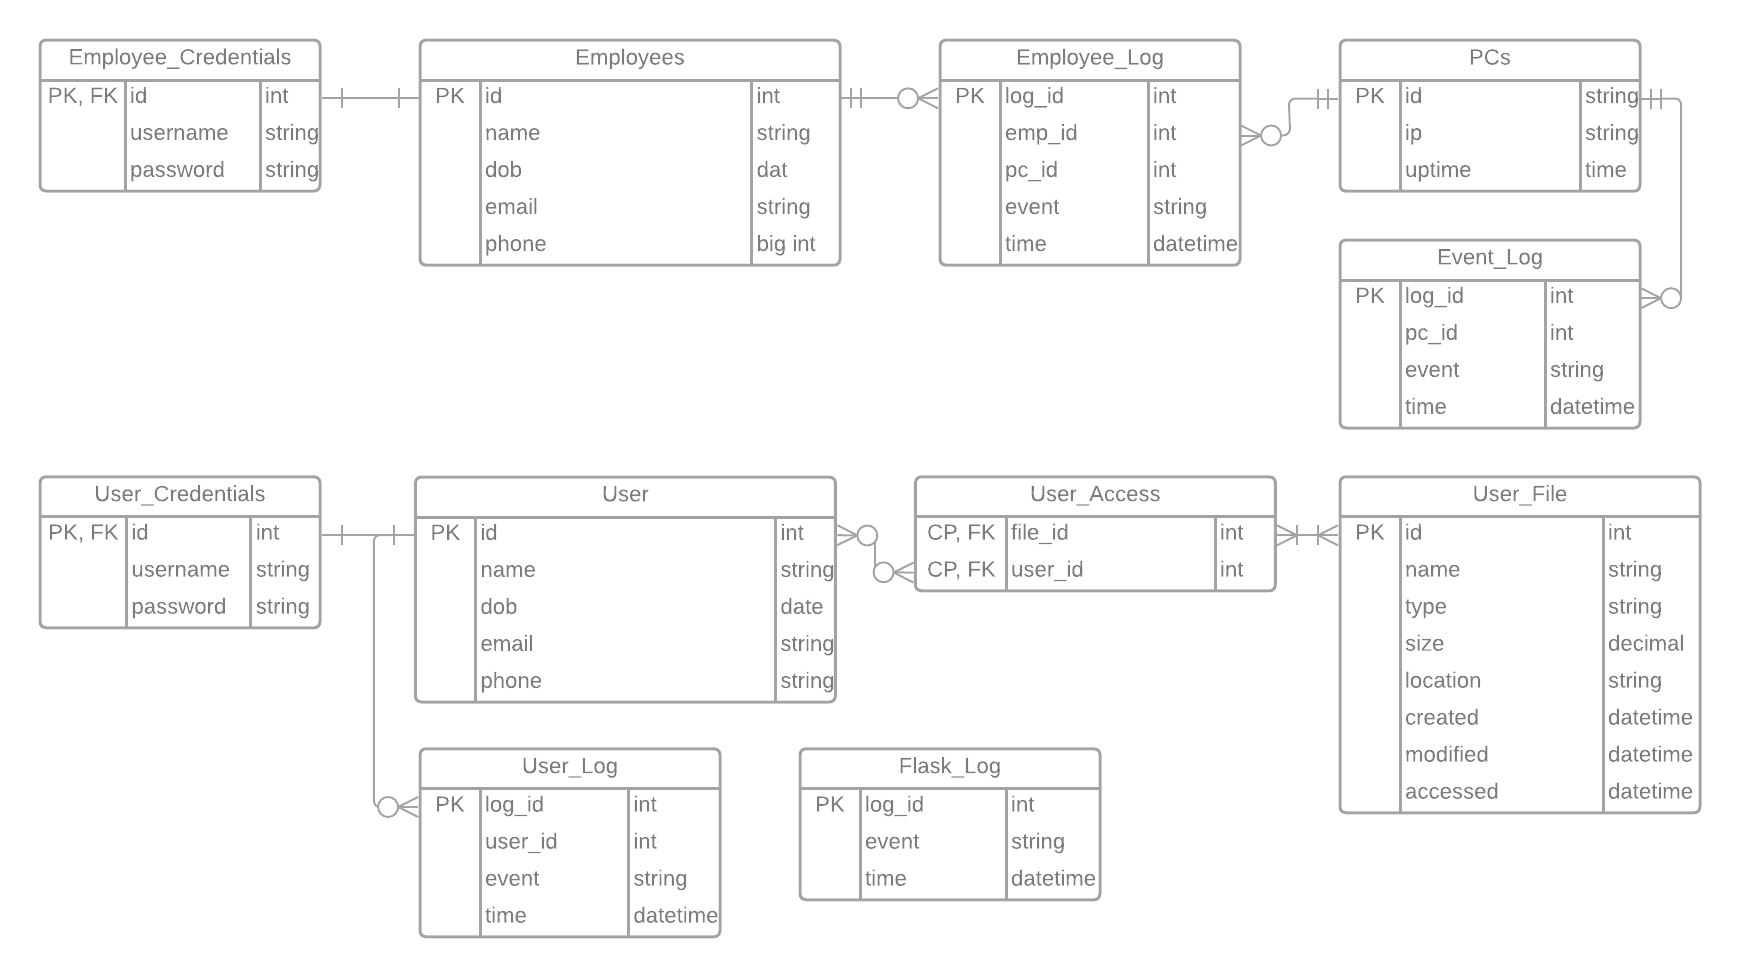 Employee_Credentials
PK, FK id int
username string
password string
Employees
PK id int
name string
dob dat
email string
phone big int
Employee_Log
PK log_id int
emp_id int
pc_id int
event string
time datetime
PCs
PK id string
ip string
uptime time
Event_Log
PK log_id int
pc_id int
event string
time datetime
User_Credentials
PK, FK id int
username string
password string
User
PK id int
name string
dob date
email string
phone string
User_Access
CP, FK file_id int
CP, FK user_id int
User_File
PK id int
name string
type string
size decimal
location string
created datetime
modified datetime
accessed datetime
User_Log
PK log_id int
user_id int
event string
time datetime
Flask_Log
PK log_id int
event string
time datetime